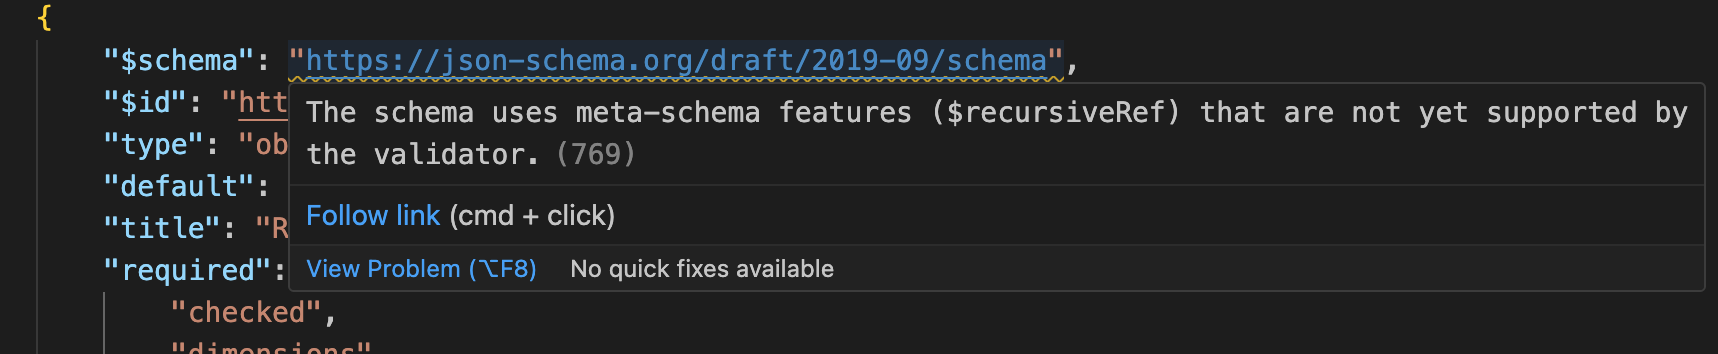 {
"$schema": "https://json-schema.org/draft/2019-09/schema",
"$id": "htt
The schema uses meta-schema features ($recursiveRef) that are not yet supported by
the validator. (769)
"type": "ob
"default":
Follow link (cmd + click)
"title": "R
"required":
View Problem (⌥F8) No quick fixes available
"checked",
"dimensions"